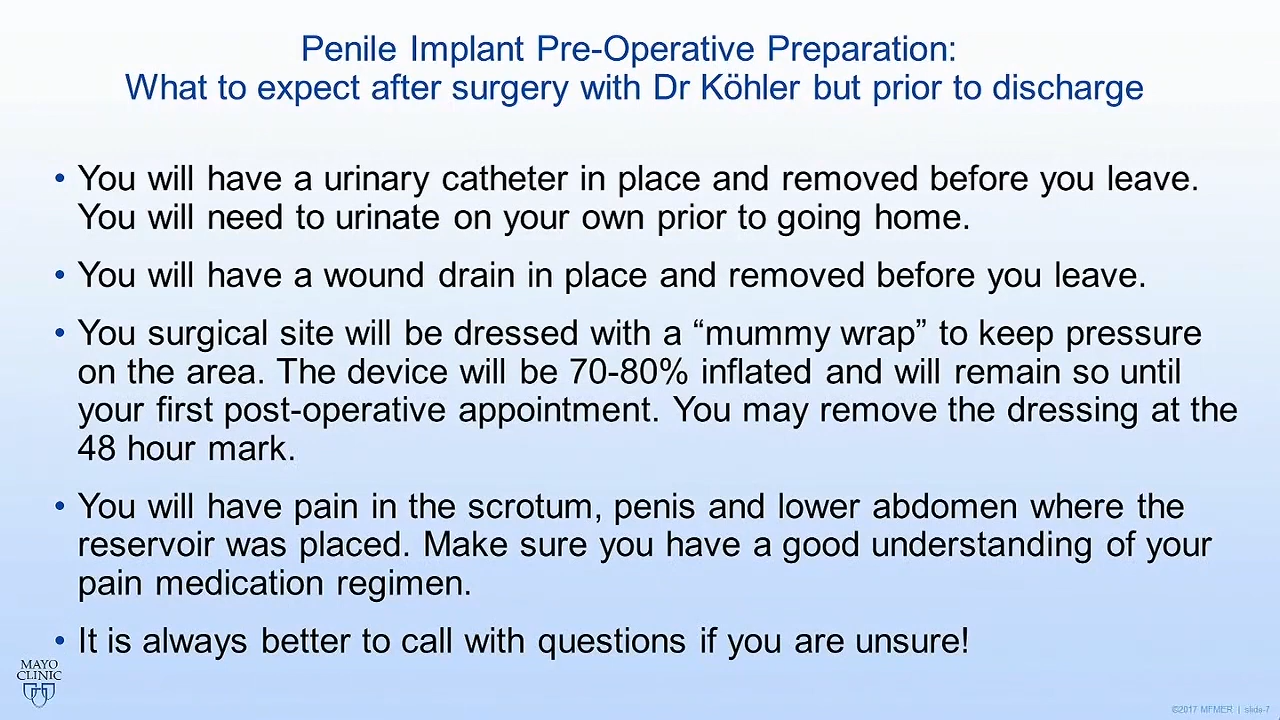 Penile Implant Pre-Operative Preparation:
What to expect after surgery with Dr Köhler but prior to discharge
• You will have a urinary catheter in place and removed before you leave.
You will need to urinate on your own prior to going home.
• You will have a wound drain in place and removed before you leave.
• You surgical site will be dressed with a “mummy wrap” to keep pressure
on the area. The device will be 70-80% inflated and will remain so until
your first post-operative appointment. You may remove the dressing at the
48 hour mark.
• You will have pain in the scrotum, penis and lower abdomen where the
reservoir was placed. Make sure you have a good understanding of your
pain medication regimen.
• It is always better to call with questions if you are unsure!
MAYO
CLINIC
©2017 MFMER | slide-7